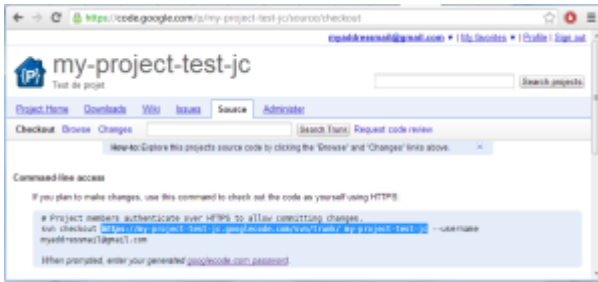 https://code.google.com/p/my-project-test-jc/source/checkout
myaddressmail@gmail.com ▼ | My favorites ▼ | Profile | Sign out
my-project-test-jc
Test de projet
Search projects
Project Home Downloads Wiki Issues Source Administer
Checkout Browse Changes Search Trunk Request code review
How-to: Explore this project's source code by clicking the 'Browse' and 'Changes' links above.
Command-line access
If you plan to make changes, use this command to check out the code as yourself using HTTPS:
# Project members authenticate over HTTPS to allow committing changes.
svn checkout https://my-project-test-jc.googlecode.com/svn/trunk/ my-project-test-jc --username
myaddressmail@gmail.com
When prompted, enter your generated googlecode.com password.